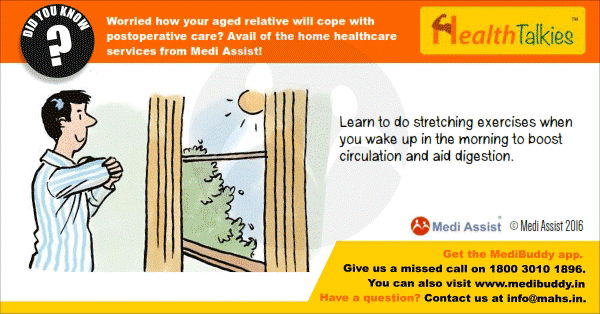 DID YOU KNOW
?
Worried how your aged relative will cope with
postoperative care? Avail of the home healthcare
services from Medi Assist!
HealthTalkies™
Learn to do stretching exercises when
you wake up in the morning to boost
circulation and aid digestion.
Medi Assist® © Medi Assist 2016
Get the MediBuddy app.
Give us a missed call on 1800 3010 1896.
You can also visit www.medibuddy.in
Have a question? Contact us at info@mahs.in.